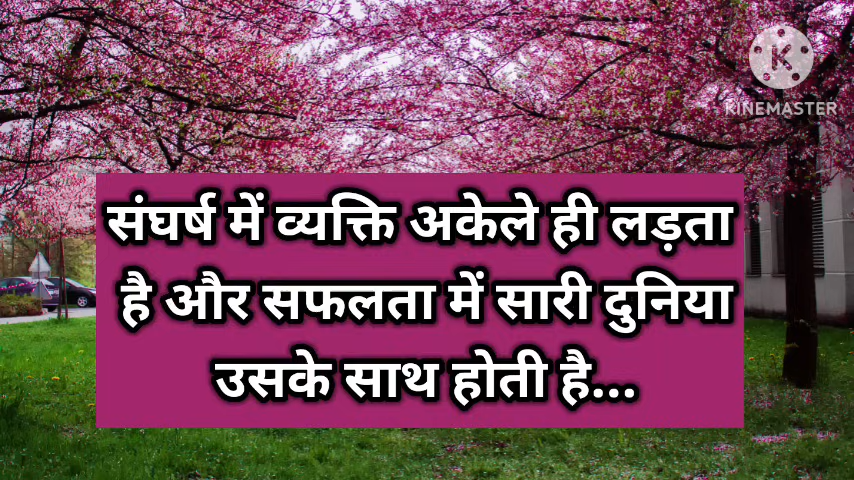 KINEMASTER
संघर्ष में व्यक्ति अकेले ही लड़ता
है और सफलता में सारी दुनिया
उसके साथ होती है...